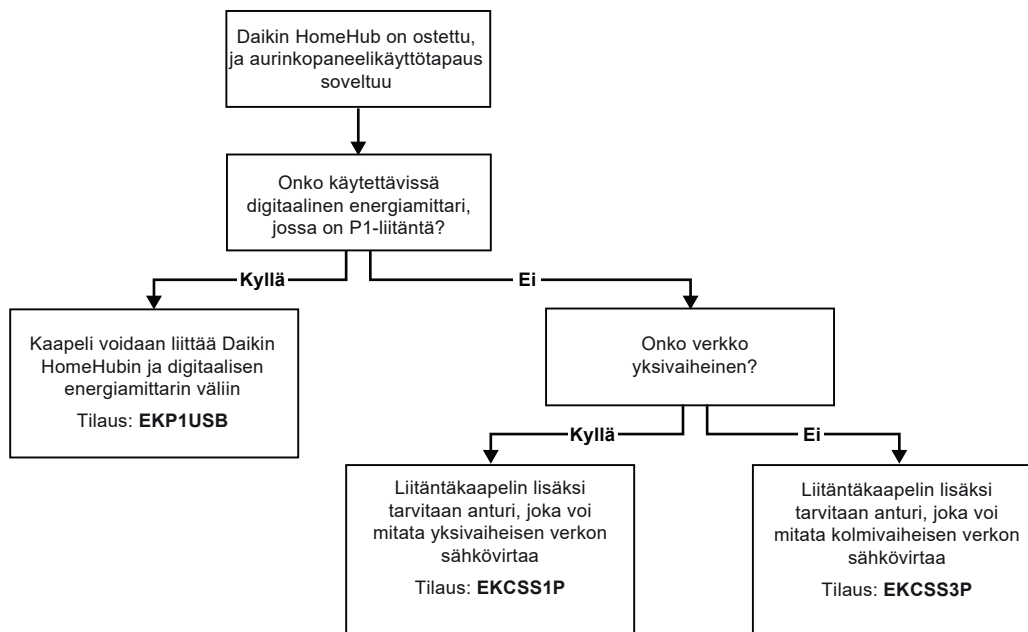 Daikin HomeHub on ostettu,
ja aurinkopaneelikäyttötapaus
soveltuu
Onko käytettävissä
digitaalinen energiamittari,
jossa on P1-liitäntä?
Kyllä
Ei
Kaapeli voidaan liittää Daikin
HomeHubin ja digitaalisen
energiamittarin väliin
Tilaus: EKP1USB
Onko verkko
yksivaiheinen?
Kyllä
Ei
Liitäntäkaapelin lisäksi
tarvitaan anturi, joka voi
mitata yksivaiheisen verkon
sähkövirtaa
Tilaus: EKCSS1P
Liitäntäkaapelin lisäksi
tarvitaan anturi, joka voi
mitata kolmivaiheisen verkon
sähkövirtaa
Tilaus: EKCSS3P